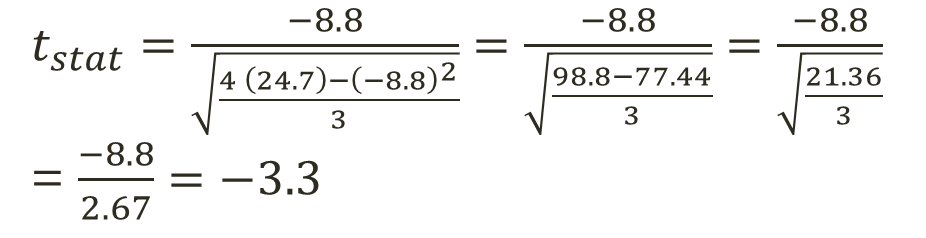 t_stat = −8.8 / √((4 (24.7)−(−8.8)²) / 3) = −8.8 / √((98.8−77.44) / 3) = −8.8 / √(21.36 / 3)
= −8.8 / 2.67 = −3.3